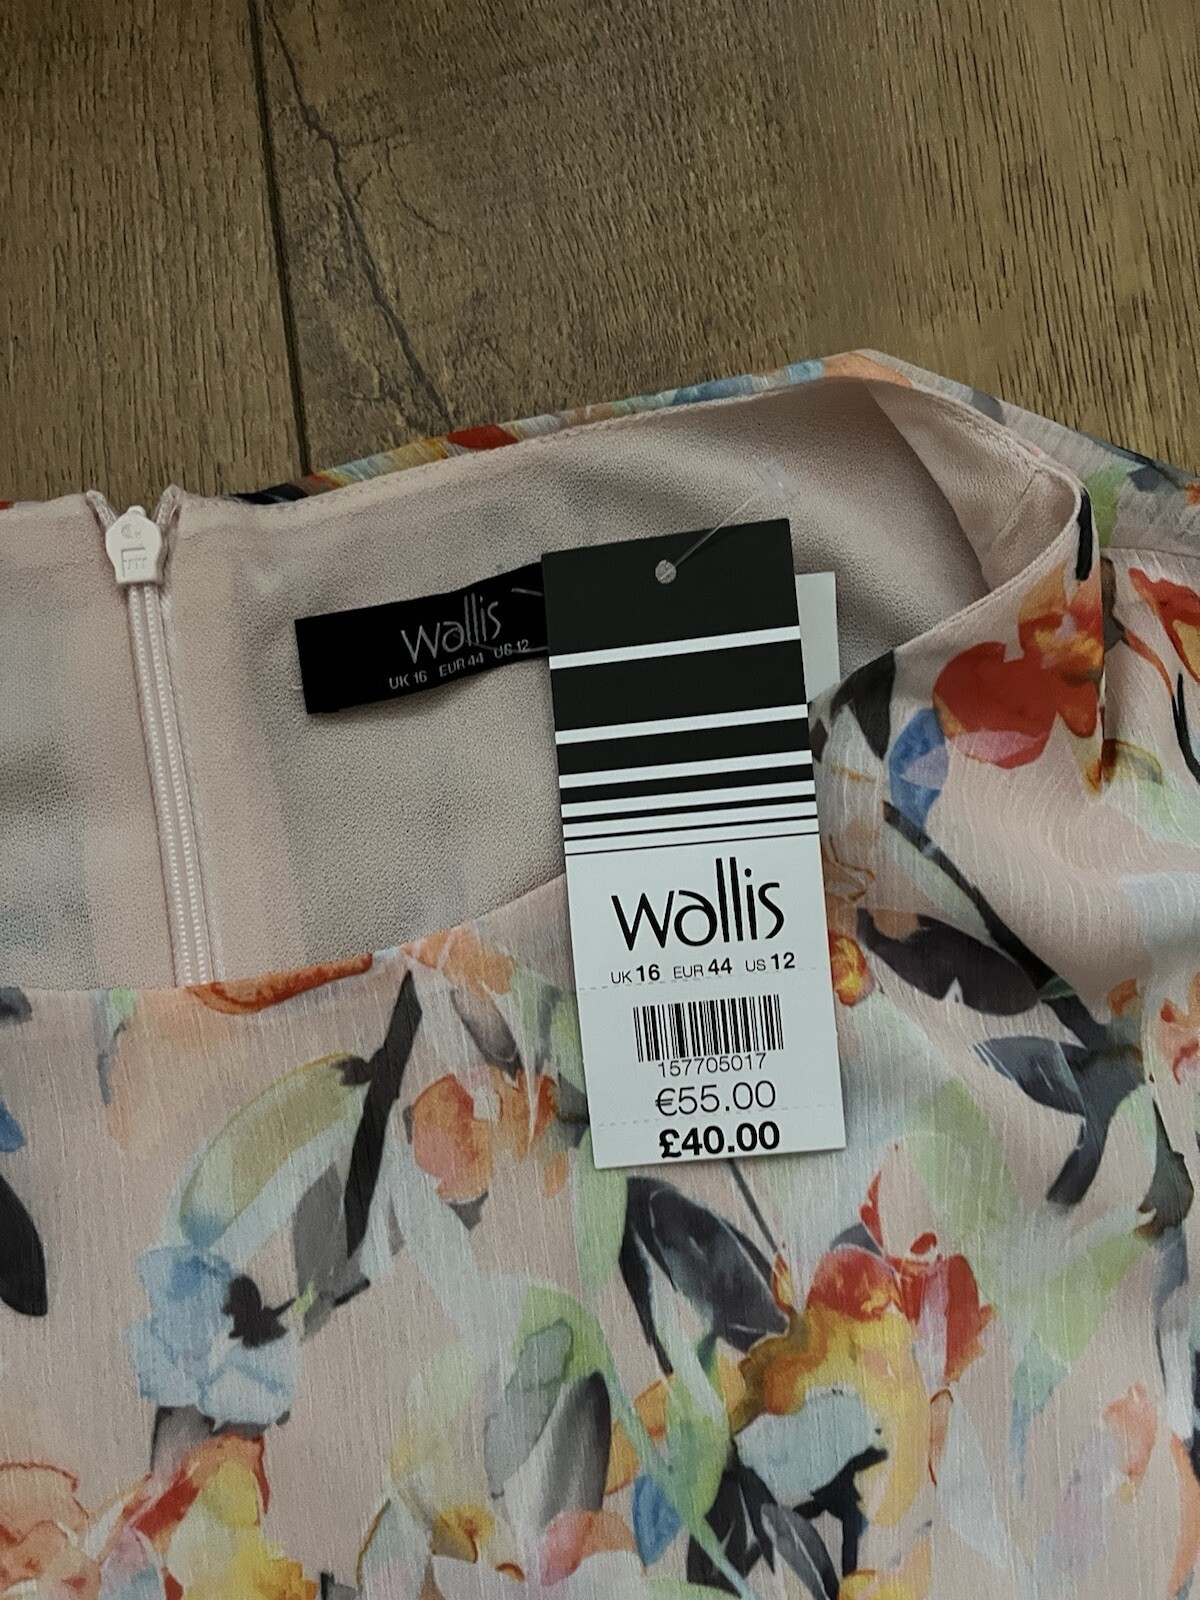 wallis
UK 16 EUR 44 US 12
wallis
UK 16 EUR 44 US 12
157705017
€55.00
£40.00